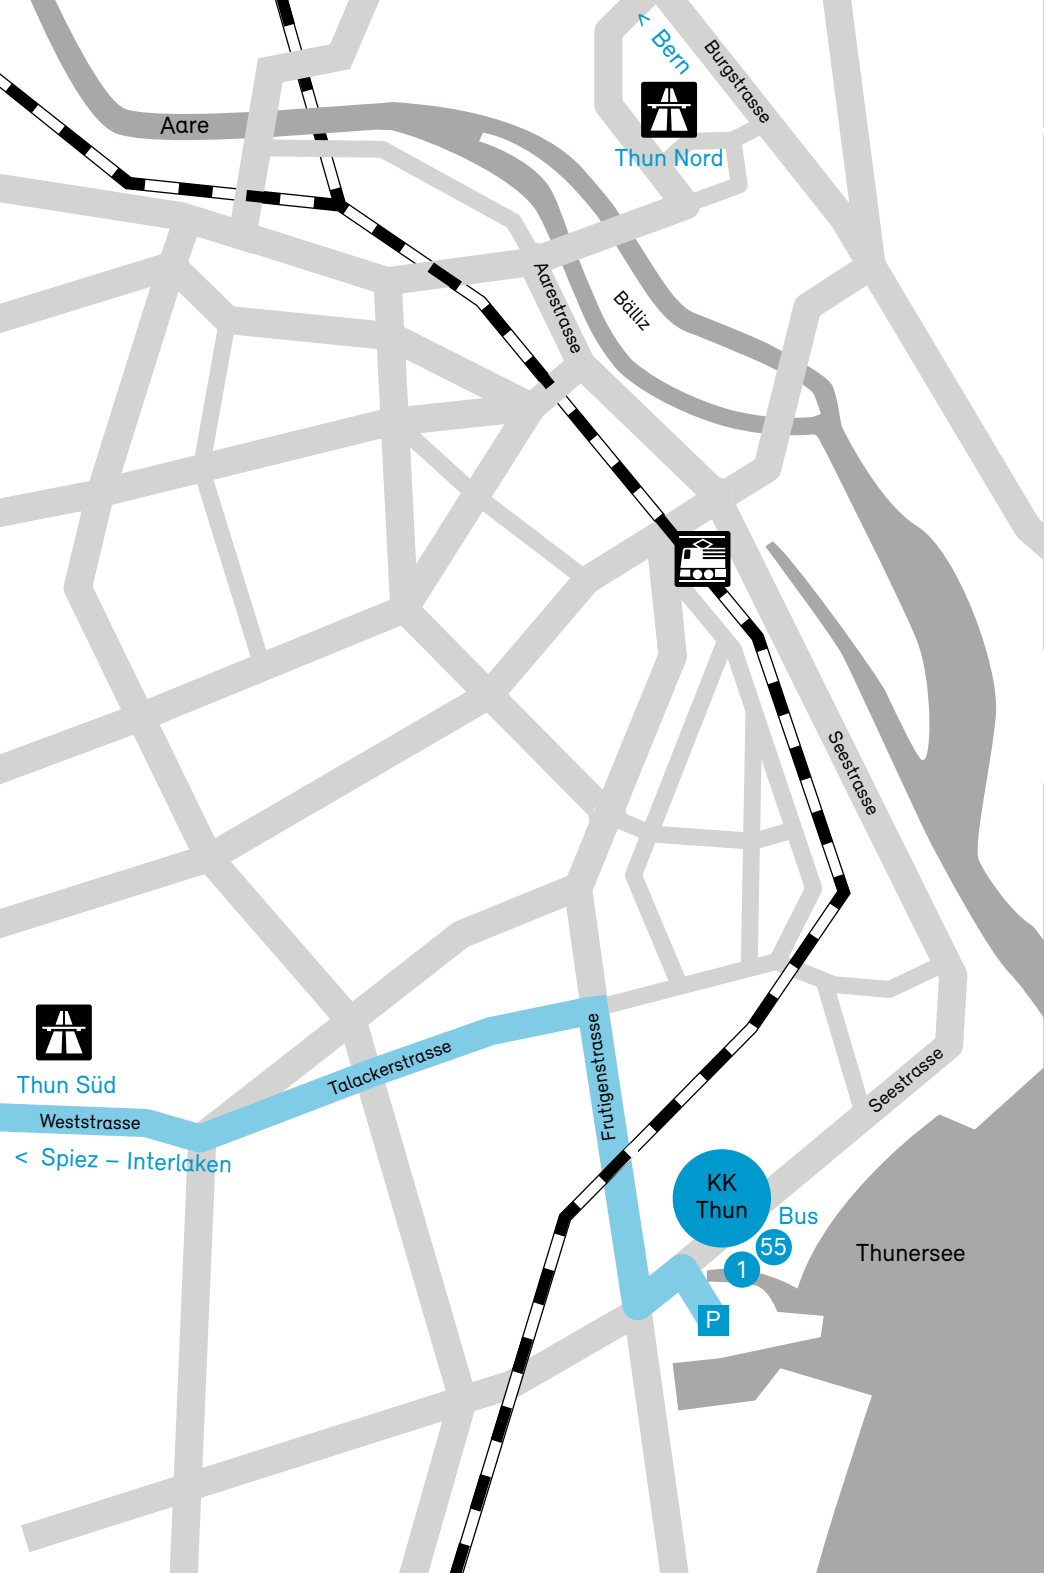 < Bern
Burgstrasse
Aare
Thun Nord
Aarestrasse
Bälliz
Seestrasse
Thun Süd
Talackerstrasse
Frutigenstrasse
Seestrasse
Weststrasse
< Spiez – Interlaken
KK
Thun
Bus
55
Thunersee
1
P